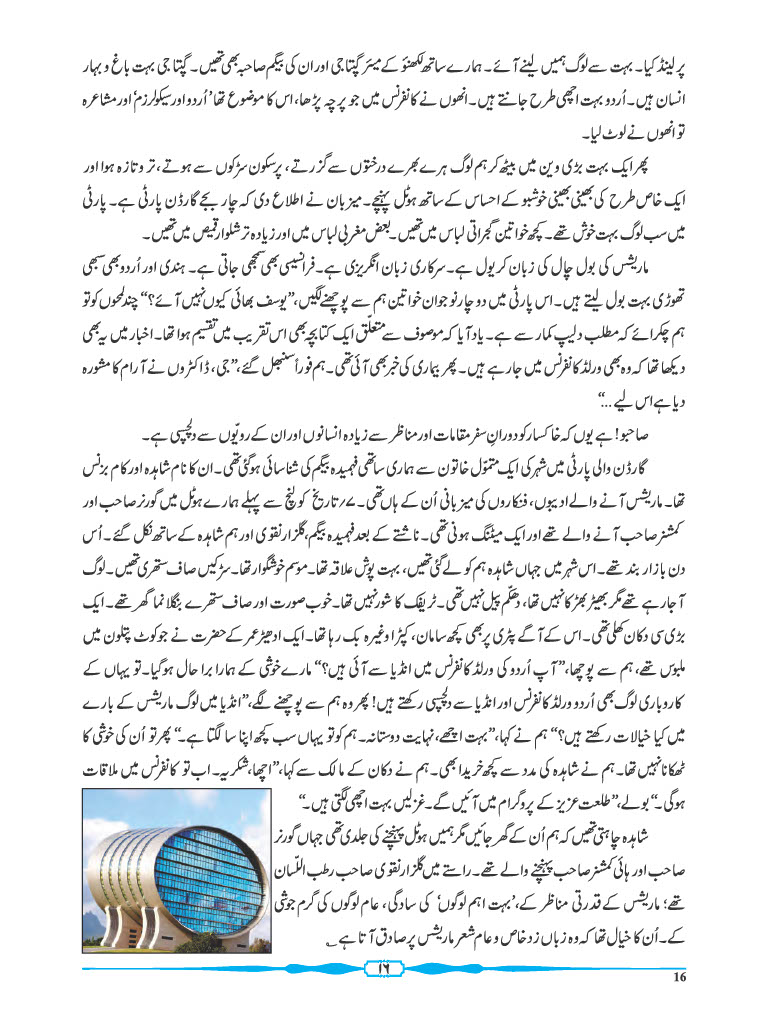 پر لینڈ کیا۔ بہت سے لوگ ہمیں لینے آئے۔ ہمارے ساتھ لکھنؤ کے میئر گپتا جی اور ان کی بیگم صاحبہ بھی تھیں۔ گپتا جی بہت باغ و بہار
انسان ہیں۔ اُردو بہت اچھی طرح جانتے ہیں۔ انھوں نے کانفرنس میں جو پرچہ پڑھا، اس کا موضوع تھا ’اُردو اور سیکولرزم‘ اور مشاعرہ
تو انھوں نے لوٹ لیا۔
پھر ایک بہت بڑی وین میں بیٹھ کر ہم لوگ ہرے بھرے درختوں سے گزرتے، پرسکون سڑکوں سے ہوتے، تر و تازہ ہوا اور
ایک خاص طرح کی بھینی بھینی خوشبو کے احساس کے ساتھ ہوٹل پہنچے۔ میزبان نے اطلاع دی کہ چار بجے گارڈن پارٹی ہے۔ پارٹی
میں سب لوگ بہت خوش تھے۔ کچھ خواتین گجراتی لباس میں تھیں۔ بعض مغربی لباس میں اور زیادہ تر شلوار قمیص میں تھیں۔
ماریشس کی بول چال کی زبان کریول ہے۔ سرکاری زبان انگریزی ہے۔ فرانسیسی بھی سمجھی جاتی ہے۔ ہندی اور اُردو بھی سبھی
تھوڑی بہت بول لیتے ہیں۔ اس پارٹی میں دو چار نوجوان خواتین ہم سے پوچھنے لگیں، ”یوسف بھائی کیوں نہیں آئے؟“ چند لمحوں کو تو
ہم چکرائے کہ مطلب دلیپ کمار سے ہے۔ یاد آیا کہ موصوف سے متعلّق ایک کتابچہ بھی اس تقریب میں تقسیم ہوا تھا۔ اخبار میں یہ بھی
دیکھا تھا کہ وہ بھی ورلڈ کانفرنس میں جا رہے ہیں۔ پھر بیماری کی خبر بھی آئی تھی۔ ہم فوراً سنبھل گئے، ”جی، ڈاکٹروں نے آرام کا مشورہ
دیا ہے اس لیے ...“
صاحبو! ہے یوں کہ خاکسار کو دورانِ سفر مقامات اور مناظر سے زیادہ انسانوں اور ان کے رویّوں سے دلچسپی ہے۔
گارڈن والی پارٹی میں شہر کی ایک متموّل خاتون سے ہماری ساتھی فہمیدہ بیگم کی شناسائی ہوگئی تھی۔ ان کا نام شاہدہ اور کام بزنس
تھا۔ ماریشس آنے والے ادیبوں، فنکاروں کی میزبانی اُن کے ہاں تھی۔ ۷؍تاریخ کو لنچ سے پہلے ہمارے ہوٹل میں گورنر صاحب اور
کمشنر صاحب آنے والے تھے اور ایک میٹنگ ہونی تھی۔ ناشتے کے بعد فہمیدہ بیگم، گلزار نقوی اور ہم شاہدہ کے ساتھ نکل گئے۔ اُس
دن بازار بند تھے۔ اس شہر میں جہاں شاہدہ ہم کو لے گئی تھیں، بہت پوش علاقہ تھا۔ موسم خوشگوار تھا۔ سڑکیں صاف ستھری تھیں۔ لوگ
آ جا رہے تھے مگر بھیڑ بھڑکا نہیں تھا، دھکّم پیل نہیں تھی۔ ٹریفک کا شور نہیں تھا۔ خوب صورت اور صاف ستھرے بنگلا نما گھر تھے۔ ایک
بڑی سی دکان کھلی تھی۔ اس کے آگے پٹری پر بھی کچھ سامان، کپڑا وغیرہ بک رہا تھا۔ ایک ادھیڑ عمر کے حضرت نے جو کوٹ پتلون میں
ملبوس تھے، ہم سے پوچھا، ”آپ اُردو کی ورلڈ کانفرنس میں انڈیا سے آئی ہیں؟“ مارے خوشی کے ہمارا برا حال ہوگیا۔ تو یہاں کے
کاروباری لوگ بھی اُردو ورلڈ کانفرنس اور انڈیا سے دلچسپی رکھتے ہیں! پھر وہ ہم سے پوچھنے لگے، ”انڈیا میں لوگ ماریشس کے بارے
میں کیا خیالات رکھتے ہیں؟“ ہم نے کہا، ”بہت اچھے، نہایت دوستانہ۔ ہم کو تو یہاں سب کچھ اپنا سا لگتا ہے۔“ پھر تو اُن کی خوشی کا
ٹھکانا نہیں تھا۔ ہم نے شاہدہ کی مدد سے کچھ خریدا بھی۔ ہم نے دکان کے مالک سے کہا، ”اچھا، شکریہ۔ اب تو کانفرنس میں ملاقات
ہوگی۔“ بولے، ”طلعت عزیز کے پروگرام میں آئیں گے۔ غزلیں بہت اچھی لگتی ہیں۔“
شاہدہ چاہتی تھیں کہ ہم اُن کے گھر جائیں مگر ہمیں ہوٹل پہنچنے کی جلدی تھی جہاں گورنر
صاحب اور ہائی کمشنر صاحب پہنچنے والے تھے۔ راستے میں گلزار نقوی صاحب رطب اللّسان
تھے؛ ماریشس کے قدرتی مناظر کے، ’بہت اہم لوگوں‘ کی سادگی، عام لوگوں کی گرم جوشی
کے۔ اُن کا خیال تھا کہ وہ زباں زد خاص و عام شعر ماریشس پر صادق آتا ہے ؂
۱۶
16